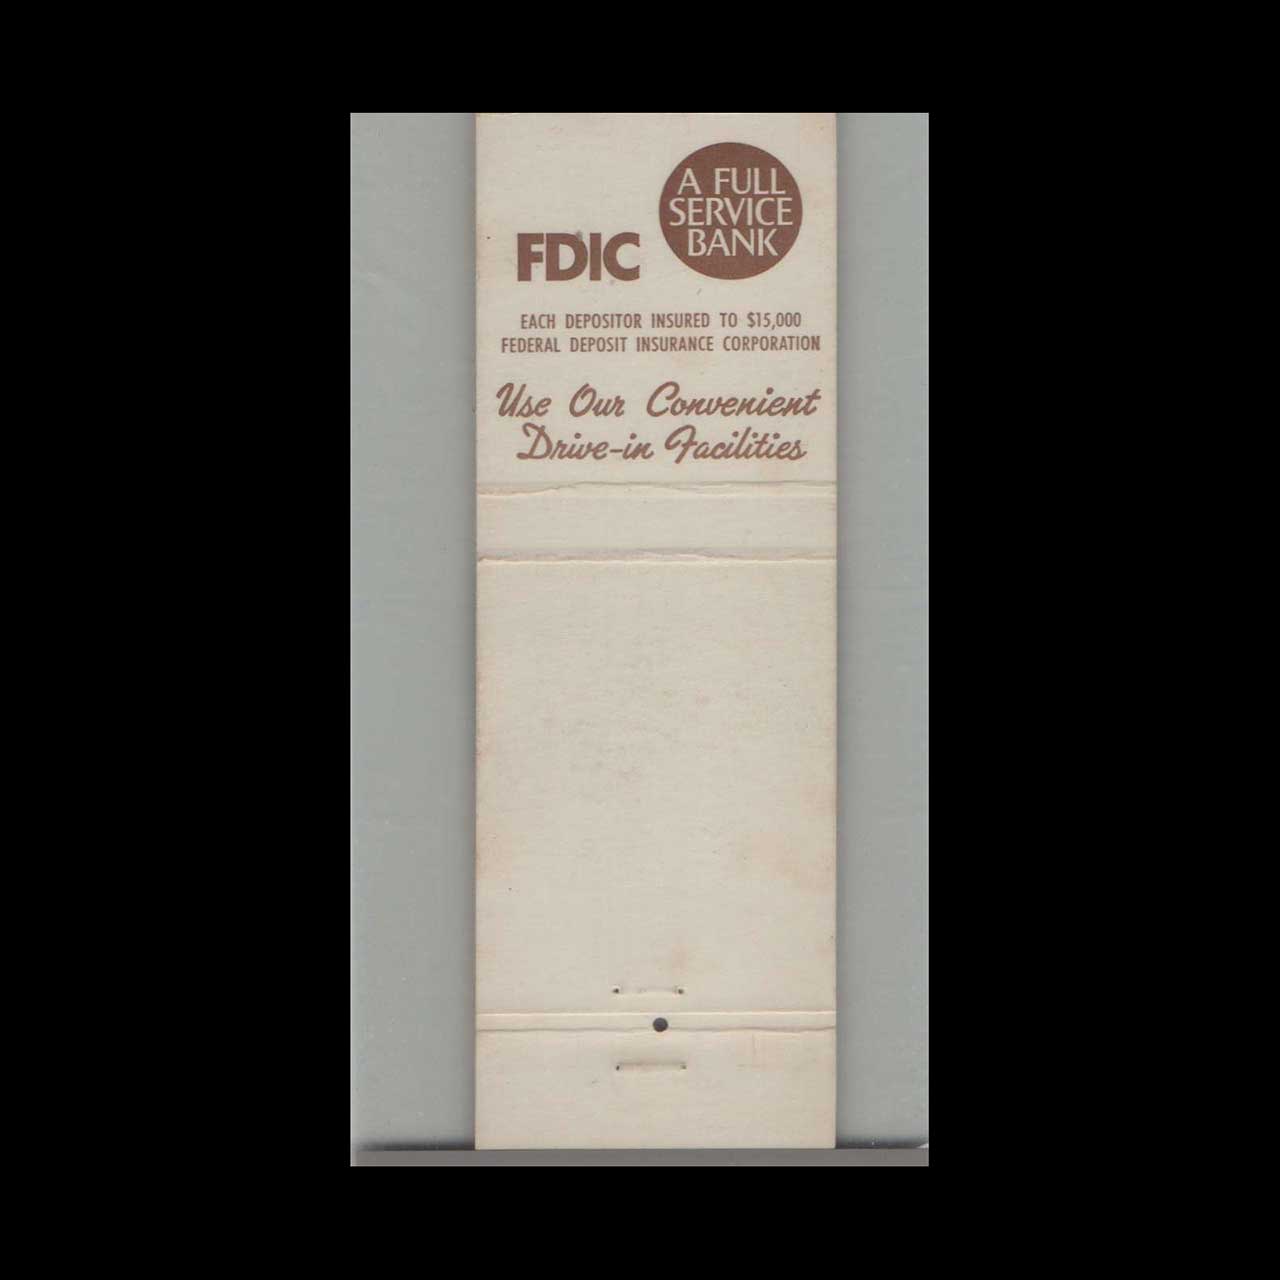 A FULL
SERVICE
BANK
FDIC
EACH DEPOSITOR INSURED TO $15,000
FEDERAL DEPOSIT INSURANCE CORPORATION
Use Our Convenient
Drive-in Facilities